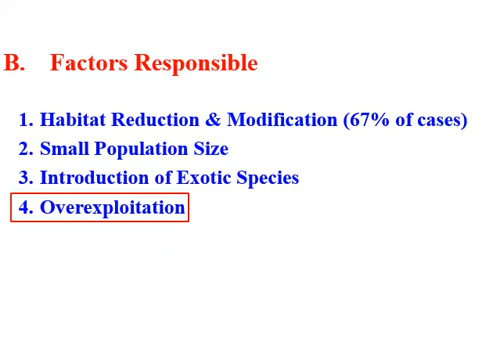 B. Factors Responsible
1. Habitat Reduction & Modification (67% of cases)
2. Small Population Size
3. Introduction of Exotic Species
4. Overexploitation